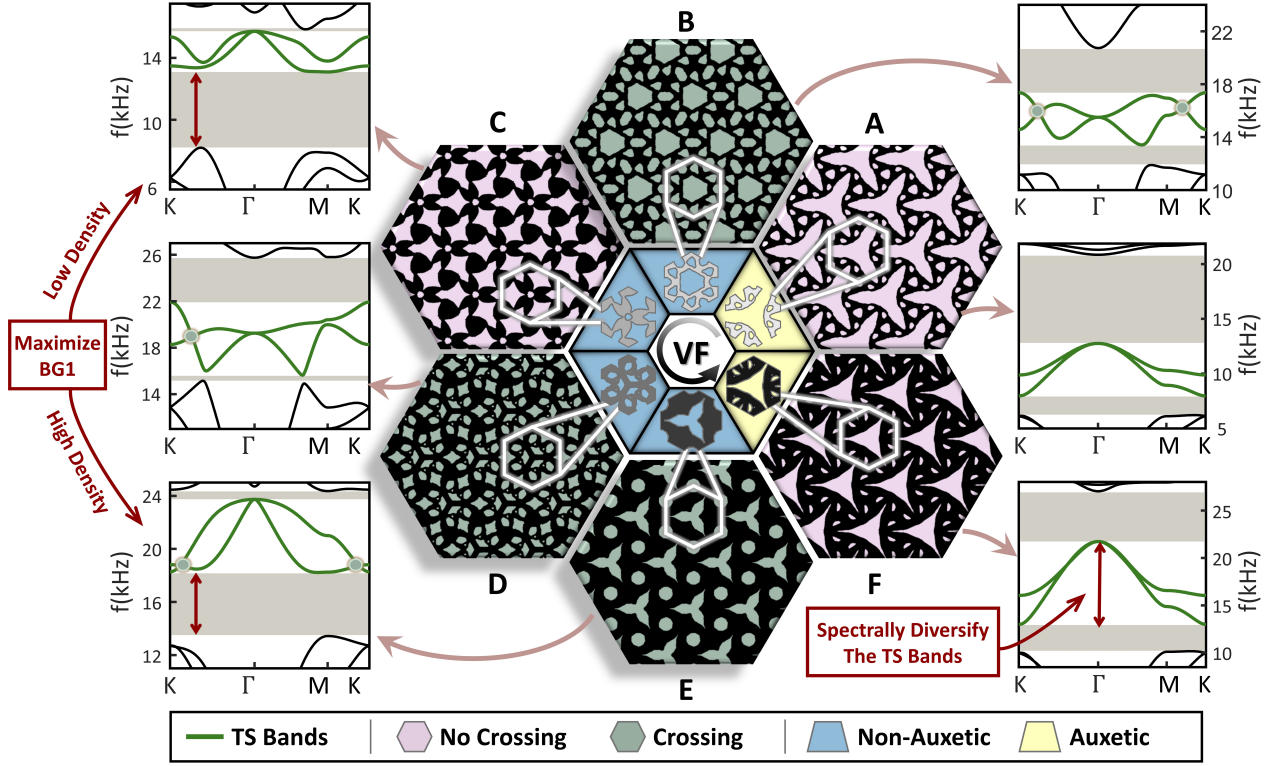 B
C
A
D
F
E
VF
f(kHz)
14
10
6
K Γ M K
f(kHz)
26
22
18
14
K Γ M K
f(kHz)
24
20
16
12
K Γ M K
22
18
14
10
f(kHz)
K Γ M K
20
15
10
5
f(kHz)
K Γ M K
25
20
15
10
f(kHz)
K Γ M K
Low Density
Maximize
BG1
High Density
Spectrally Diversify
The TS Bands
TS Bands No Crossing Crossing Non-Auxetic Auxetic